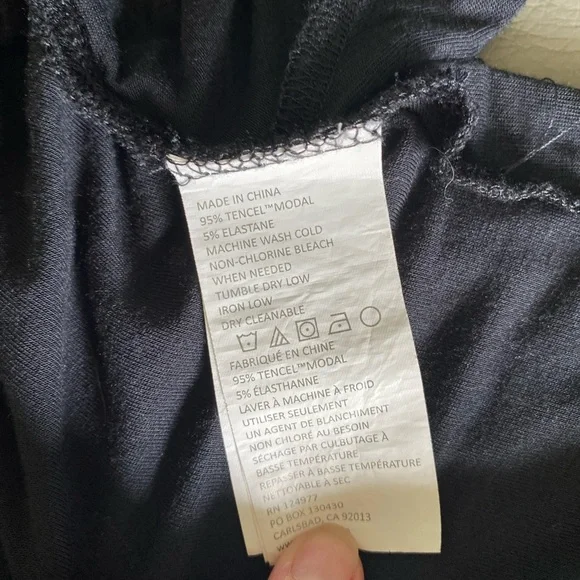 MADE IN CHINA
95% TENCEL™MODAL
5% ELASTANE
MACHINE WASH COLD
NON-CHLORINE BLEACH
WHEN NEEDED
TUMBLE DRY LOW
IRON LOW
DRY CLEANABLE
FABRIQUÉ EN CHINE
95% TENCEL™MODAL
5% ÉLASTHANNE
LAVER À MACHINE À FROID
UTILISER SEULEMENT
UN AGENT DE BLANCHIMENT
NON CHLORÉ AU BESOIN
SÉCHAGE PAR CULBUTAGE À
BASSE TEMPÉRATURE
REPASSER À BASSE TEMPÉRATURE
NETTOYABLE À SEC
RN 124977
PO BOX 130430
CARLSBAD, CA 92013